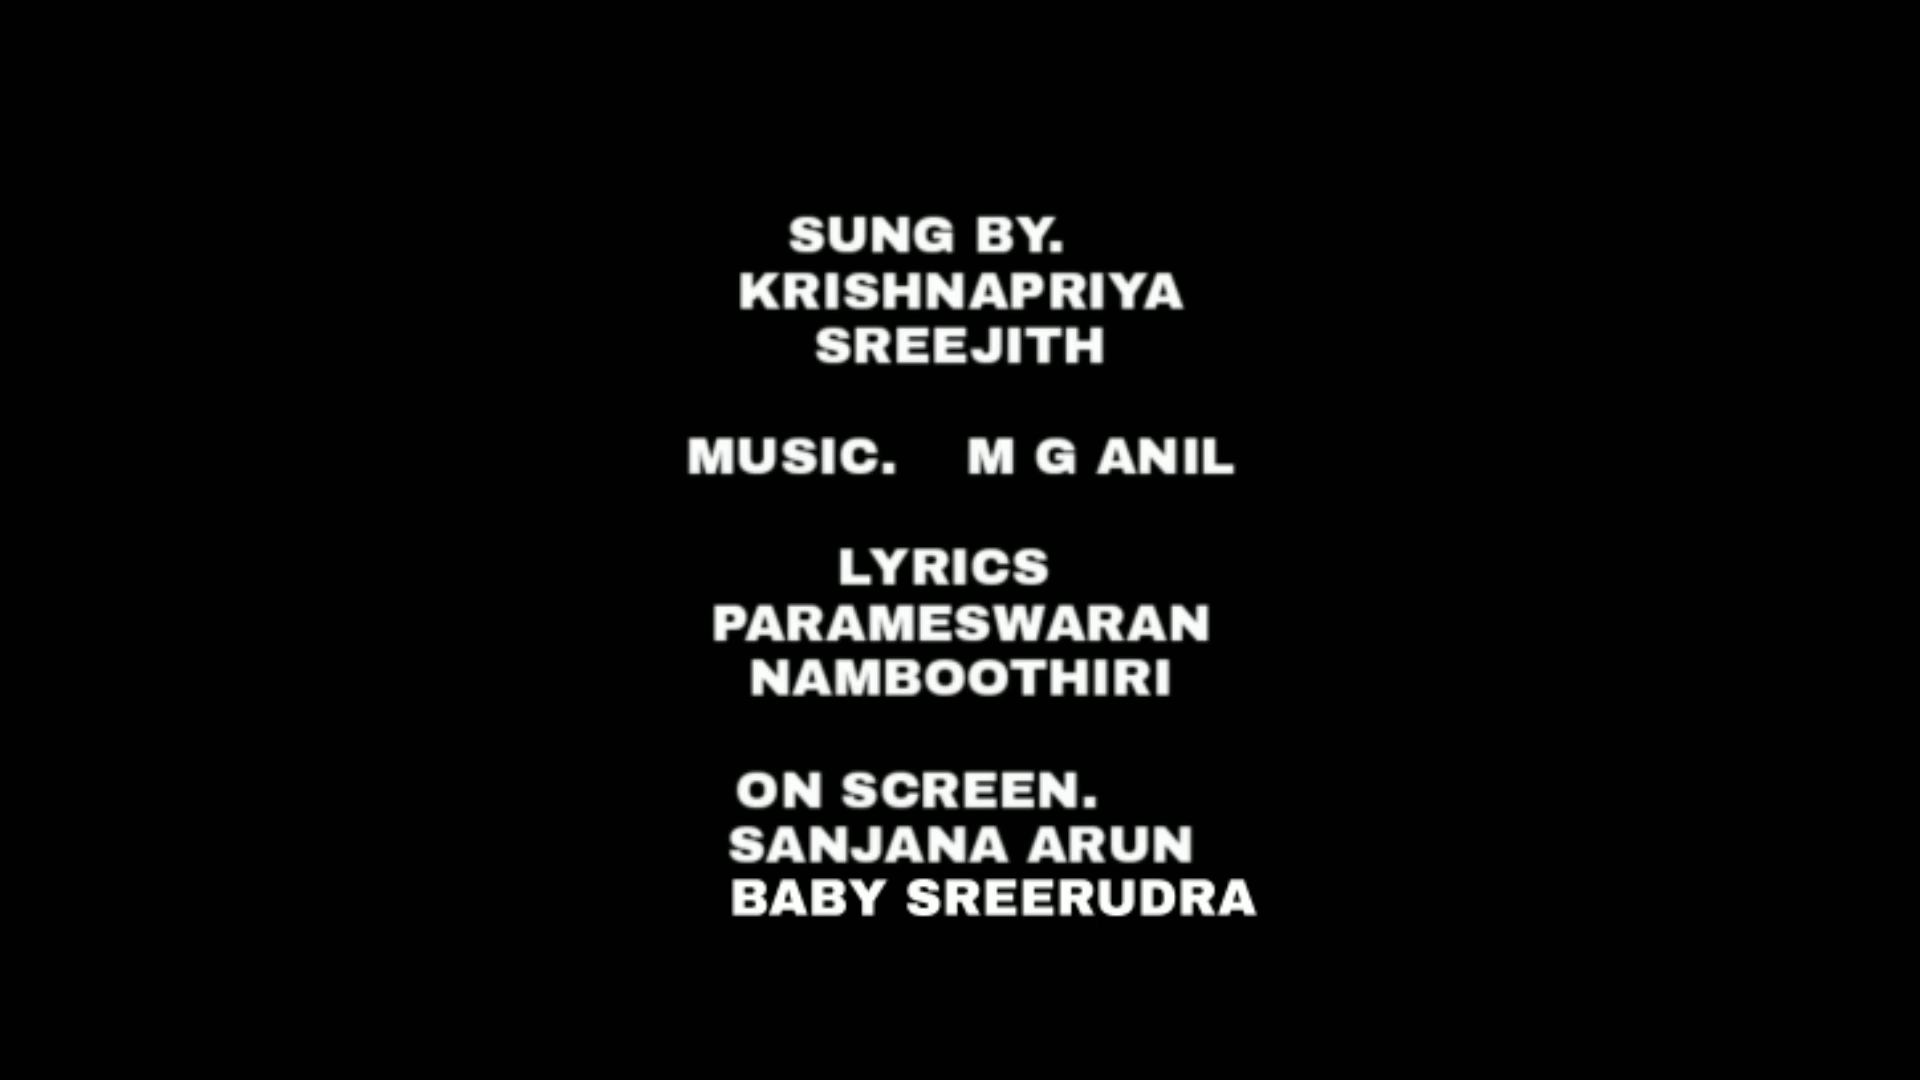 SUNG BY.
KRISHNAPRIYA
SREEJITH
MUSIC. M G ANIL
LYRICS
PARAMESWARAN
NAMBOOTHIRI
ON SCREEN.
SANJANA ARUN
BABY SREERUDRA